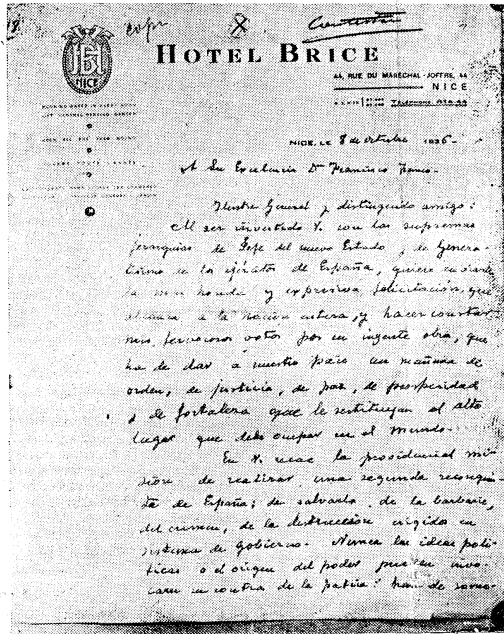 copr
HOTEL BRICE
NICE
44, RUE DU MARÉCHAL-JOFFRE, 44
NICE
TÉLÉPHONE
NICE, LE 8 de octubre 1936-
A Su Excelencia Dn Francisco Franco-
Ilustre General y distinguido amigo:
Al ser investido V. con las supremas
jerarquías de Jefe del nuevo Estado y de Genera-
lísimo de los ejércitos de España, quiero enviarle
la más honda y expresiva felicitación, que
alcanza a la nación entera, y hacer constar
mis fervorosos votos por su ingente obra, que
ha de dar a nuestro país un mañana de
orden, de justicia, de paz, de prosperidad
y de fortaleza que le restituyan al alto
lugar que debe ocupar en el mundo-
En V. recae la providencial mi-
sión de realizar una segunda reconquis-
ta de España; de salvarla de la barbarie,
del crimen, de la destrucción erigidos en
sistema de gobierno- Nunca las ideas polí-
ticas o el origen del poder pueden invo-
carse en contra de la patria: han de